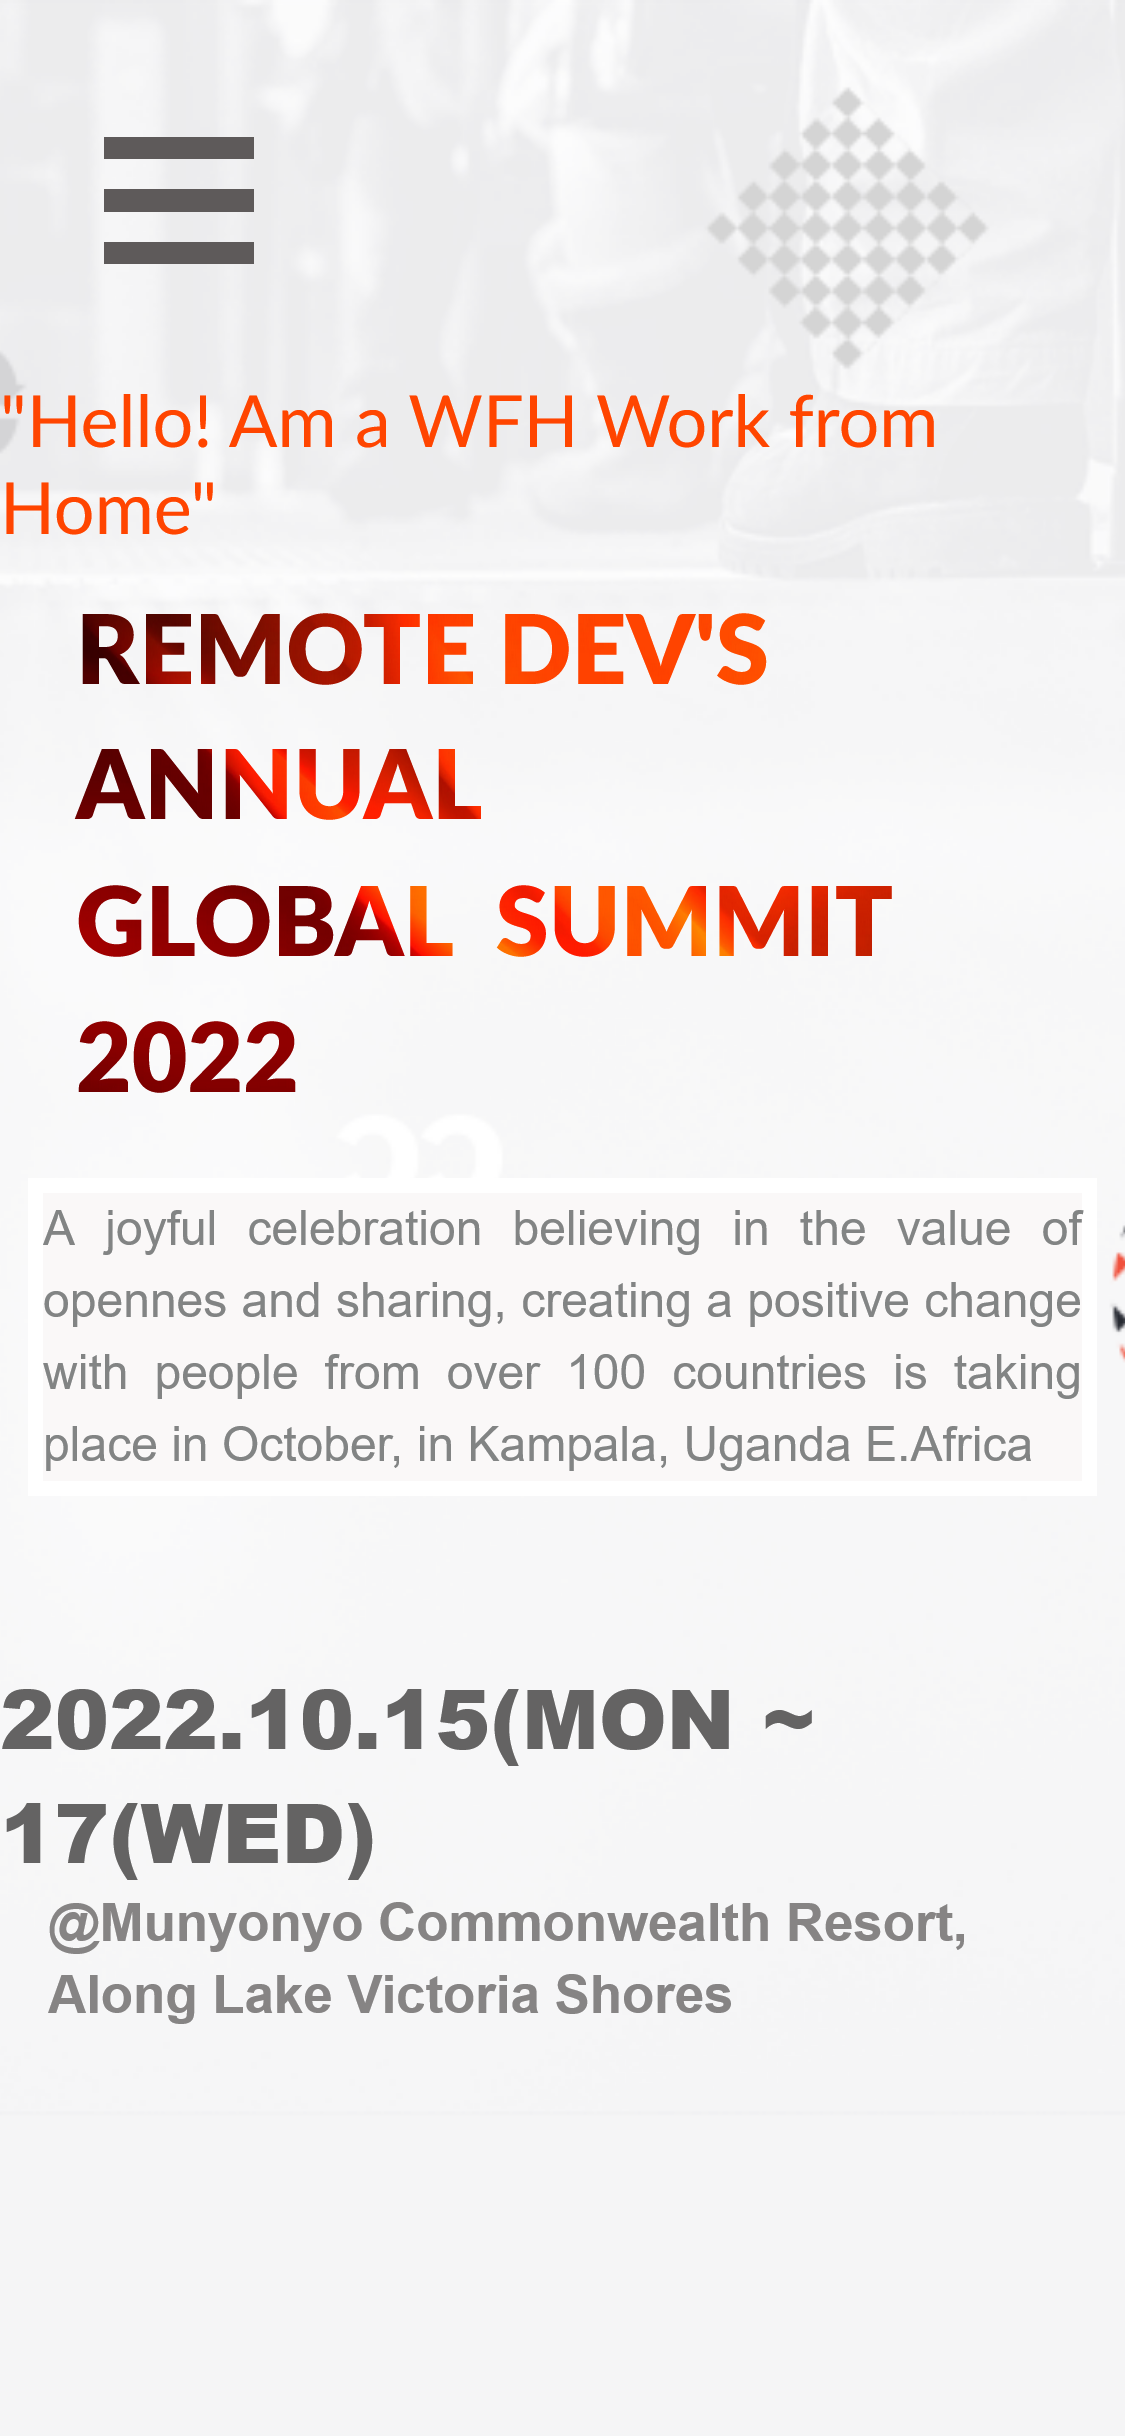 "Hello! Am a WFH Work from
Home"
REMOTE DEV'S
ANNUAL
GLOBAL SUMMIT
2022
A joyful celebration believing in the value of
opennes and sharing, creating a positive change
with people from over 100 countries is taking
place in October, in Kampala, Uganda E.Africa
2022.10.15(MON ~
17(WED)
@Munyonyo Commonwealth Resort,
Along Lake Victoria Shores